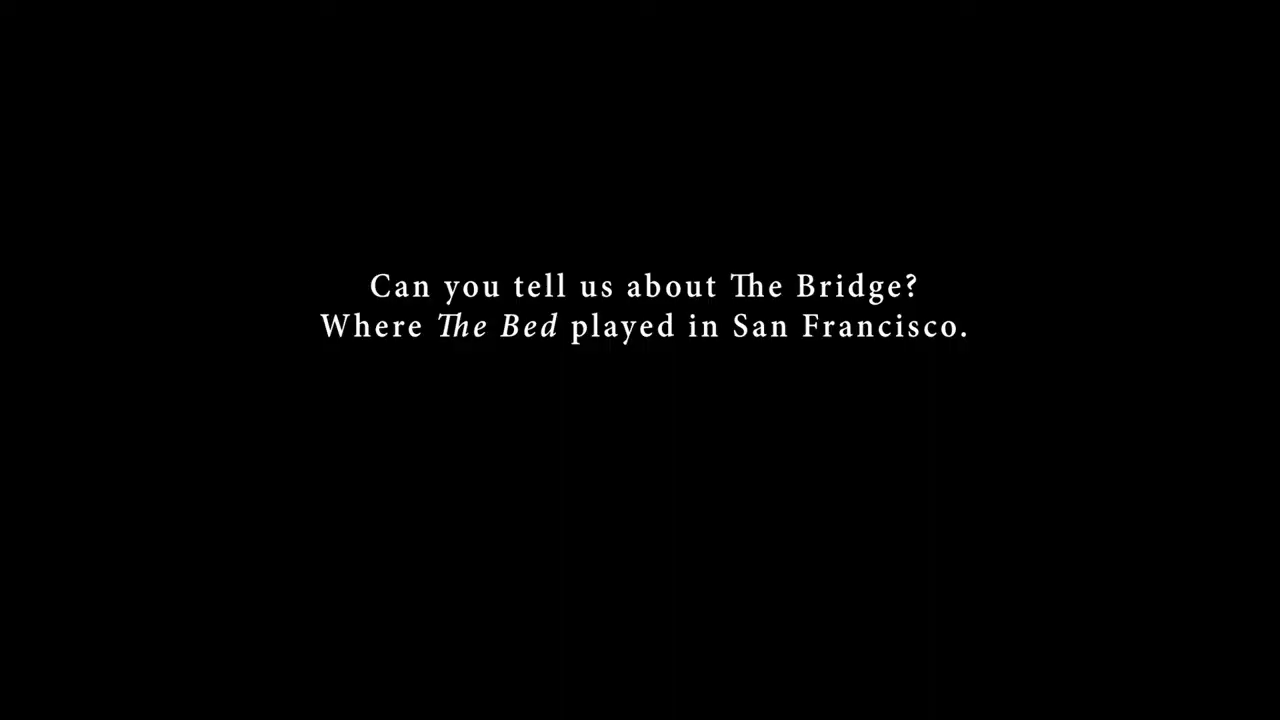 Can you tell us about The Bridge?
Where The Bed played in San Francisco.